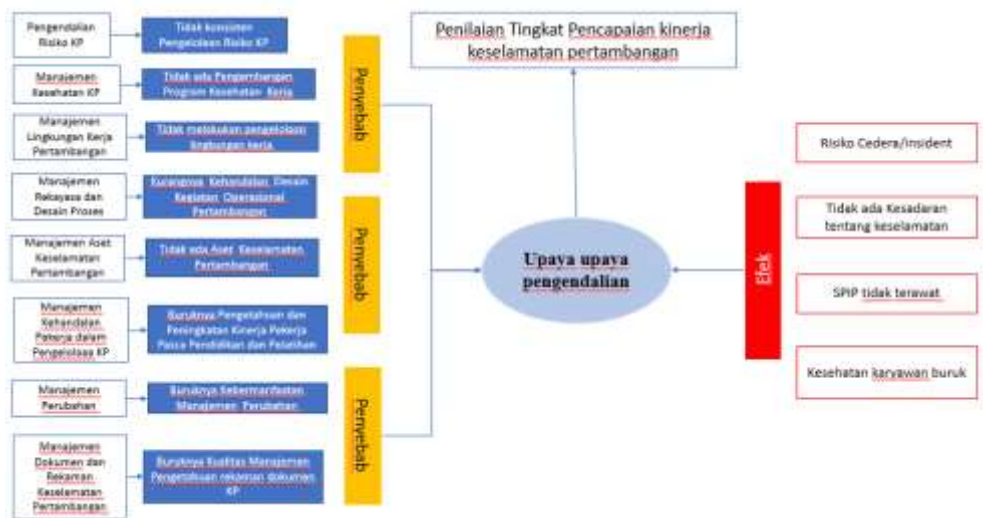 Pengendalian
Risiko KP
Tidak konsisten
Pengelolaan Risiko KP
Manajemen
Kesehatan KP
Tidak ada Pengembangan
Program Kesehatan Kerja
Manajemen
Lingkungan Kerja
Pertambangan
Tidak melakukan pengelolaan
lingkungan kerja
Manajemen
Rekayasa dan
Desain Proses
Kurangnya Kehandalan Desain
Kegiatan Operasional
Pertambangan
Manajemen Aset
Keselamatan
Pertambangan
Tidak ada Aset Keselamatan
Pertambangan
Manajemen
Kehandalan
Pekerja dalam
Pengelolaaa KP
Buruknya Pengetahuan dan
Peningkatan Kinerja Pekerja
Pasca Pendidikan dan Pelatihan
Manajemen
Perubahan
Buruknya Kebermanfaatan
Manajemen Perubahan
Manajemen
Dokumen dan
Rekaman
Keselamatan
Pertambangan
Buruknya Kualitas Manajemen
Pengetahuan rekaman dokumen
KP
Penyebab
Penyebab
Penyebab
Penilaian Tingkat Pencapaian kinerja
keselamatan pertambangan
Upaya upaya
pengendalian
Efek
Risiko Cedera/insident
Tidak ada Kesadaran
tentang keselamatan
SPIP tidak terawat
Kesehatan karyawan buruk